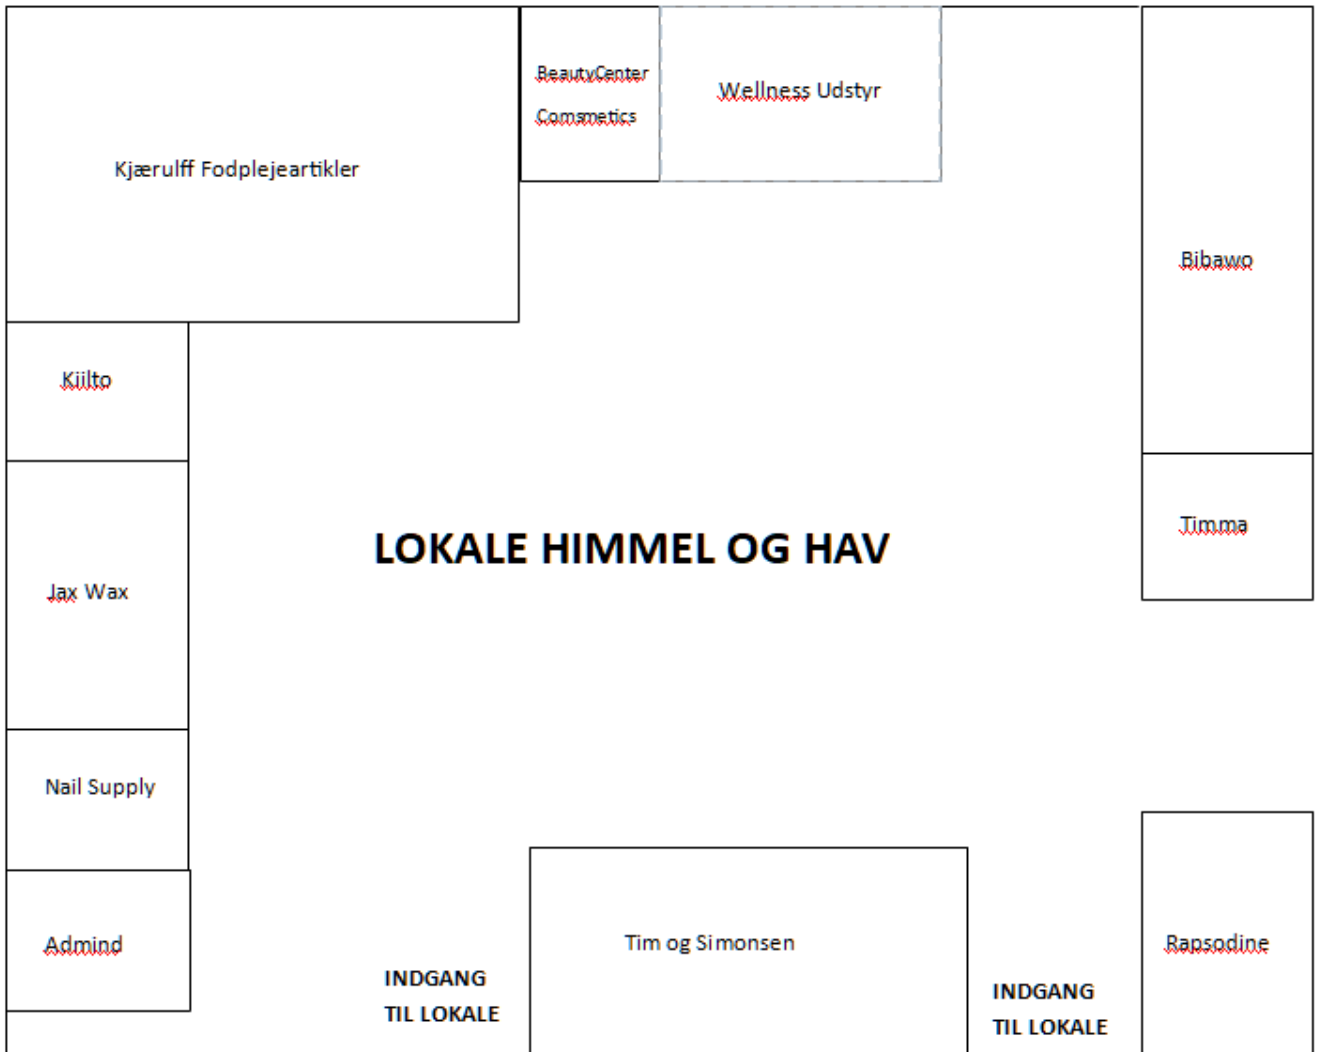 BeautyCenter
Comsmetics
Wellness Udstyr
Kjærulff Fodplejeartikler
Bibawo
Kiilto
Timma
LOKALE HIMMEL OG HAV
Jax Wax
Nail Supply
Admind
Tim og Simonsen
Rapsodine
INDGANG
TIL LOKALE
INDGANG
TIL LOKALE